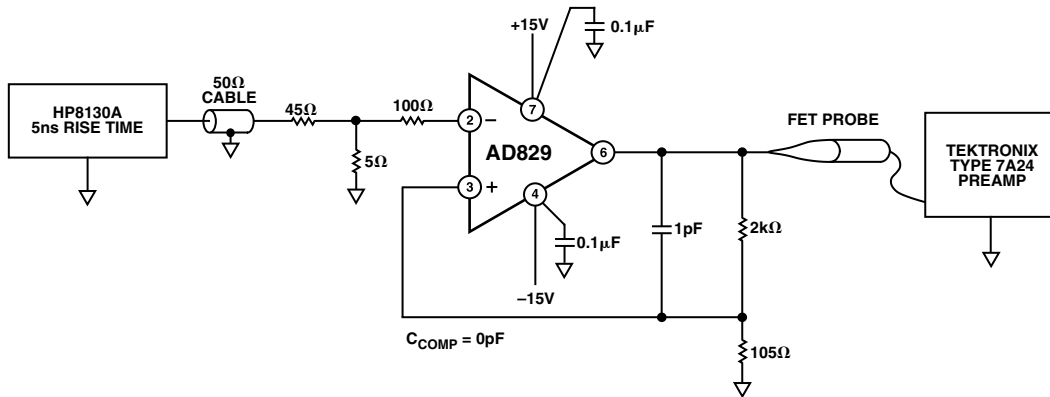 +15V
0.1µF
50Ω
CABLE
HP8130A
5ns RISE TIME
45Ω
100Ω
5Ω
2
–
3
+
AD829
7
4
6
0.1µF
–15V
C_COMP = 0pF
1pF
2kΩ
105Ω
FET PROBE
TEKTRONIX
TYPE 7A24
PREAMP